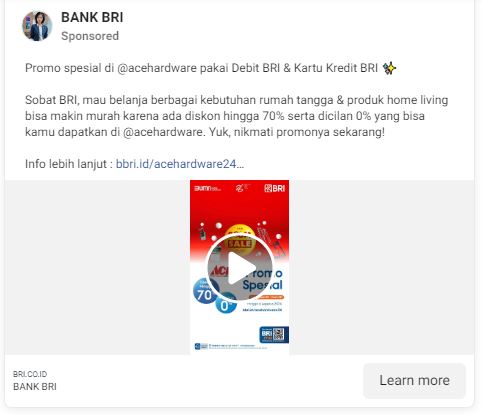 BANK BRI
Sponsored
Promo spesial di @acehardware pakai Debit BRI & Kartu Kredit BRI ✨
Sobat BRI, mau belanja berbagai kebutuhan rumah tangga & produk home living
bisa makin murah karena ada diskon hingga 70% serta dicilan 0% yang bisa
kamu dapatkan di @acehardware. Yuk, nikmati promonya sekarang!
Info lebih lanjut : bbri.id/acehardware24...
BUMN
BRI
SALE
ACE
Promo
Spesial
70
0%
BRI
BRI.CO.ID
BANK BRI
Learn more